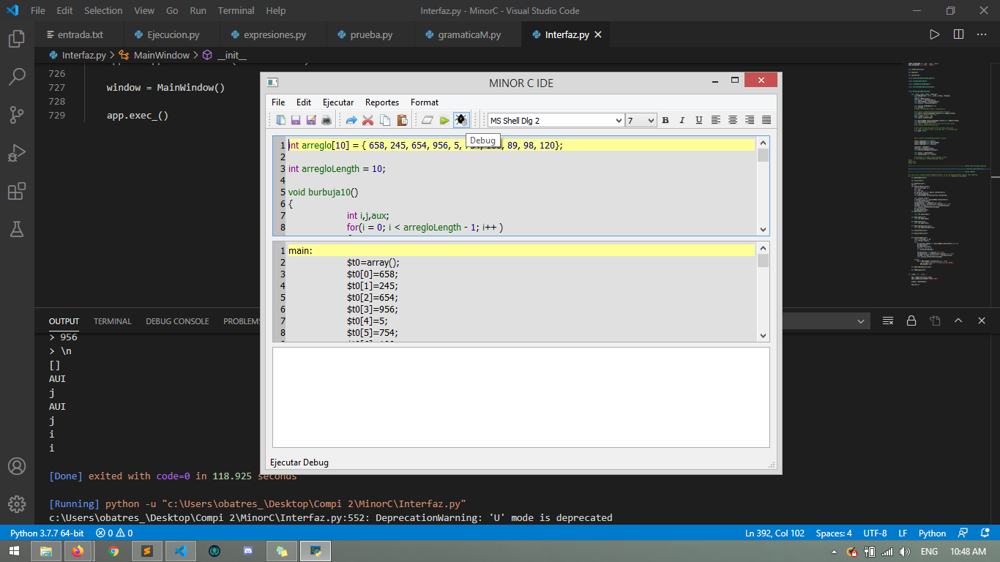 File Edit Selection View Go Run Terminal Help Interfaz.py - MinorC - Visual Studio Code
entrada.txt Ejecucion.py expresiones.py prueba.py gramaticaM.py Interfaz.py
Interfaz.py > MainWindow > __init__
726
727 window = MainWindow()
728
729 app.exec_()
MINOR C IDE
File Edit Ejecutar Reportes Format
MS Shell Dlg 2 7 B I U
Debug
1 int arreglo[10] = { 658, 245, 654, 956, 5, 89, 98, 120};
2
3 int arregloLength = 10;
4
5 void burbuja10()
6 {
7 int i,j,aux;
8 for(i = 0; i < arregloLength - 1; i++ )
1 main:
2 $t0=array();
3 $t0[0]=658;
4 $t0[1]=245;
5 $t0[2]=654;
6 $t0[3]=956;
7 $t0[4]=5;
8 $t0[5]=754;
Ejecutar Debug
OUTPUT TERMINAL DEBUG CONSOLE PROBLEMS
> 956
> \n
[]
AUI
j
AUI
j
i
i
[Done] exited with code=0 in 118.925 seconds
[Running] python -u "c:\Users\obatres_\Desktop\Compi 2\MinorC\Interfaz.py"
c:\Users\obatres_\Desktop\Compi 2\MinorC\Interfaz.py:552: DeprecationWarning: 'U' mode is deprecated
Python 3.7.7 64-bit 0 0 Ln 392, Col 102 Spaces: 4 UTF-8 LF Python
ENG 10:48 AM